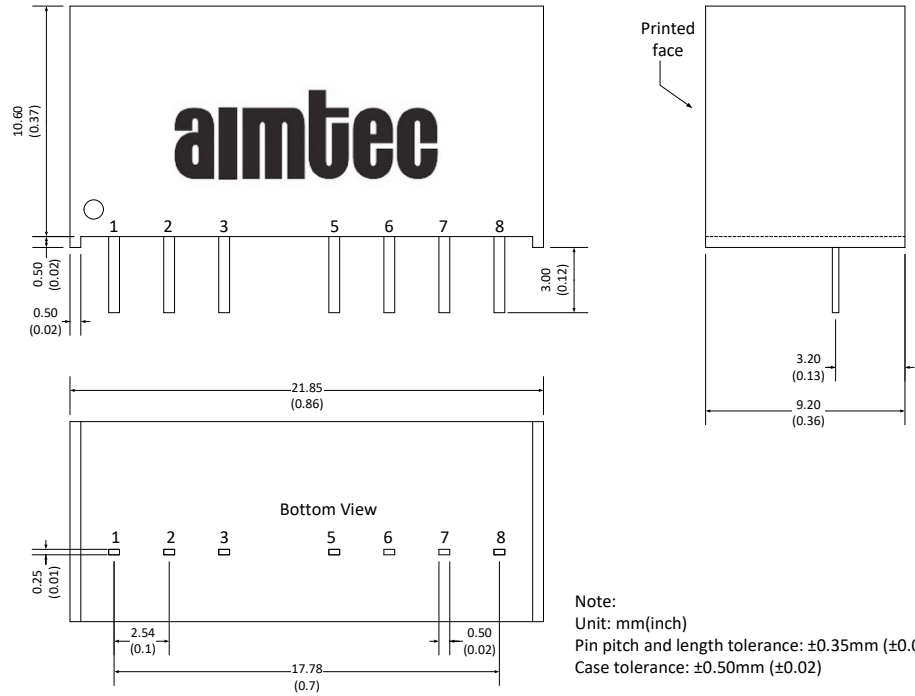 Printed
face
10.60
(0.37)
aimtec
1 2 3 5 6 7 8
0.50
(0.02)
3.00
(0.12)
0.50
(0.02)
3.20
(0.13)
21.85
(0.86)
9.20
(0.36)
Bottom View
1 2 3 5 6 7 8
0.25
(0.01)
2.54
(0.1)
0.50
(0.02)
17.78
(0.7)
Note:
Unit: mm(inch)
Pin pitch and length tolerance: ±0.35mm
Case tolerance: ±0.50mm (±0.02)